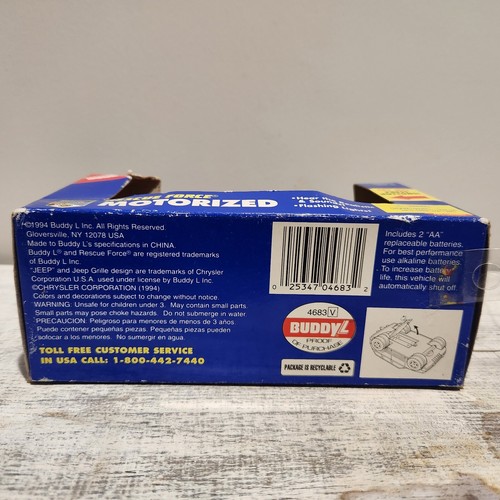 FORCE®
MOTORIZED
•Hear
& Sound
•Flashing
©1994 Buddy L Inc. All Rights Reserved.
Gloversville, NY 12078 USA
Made to Buddy L's specifications in CHINA.
Buddy L® and Rescue Force® are registered trademarks
of Buddy L Inc.
"JEEP" and Jeep Grille design are trademarks of Chrysler
Corporation U.S.A. used under license by Buddy L Inc.
©CHRYSLER CORPORATION (1994)
Colors and decorations subject to change without notice.
WARNING: Unsafe for children under 3. May contain small parts.
Small parts may pose choke hazards. Do not submerge in water.
PRECAUCION: Peligro para menores de menos de 3 años.
Puede contener pequeñas piezas. Pequeñas piezas pueden
sofocar a los menores. No sumergir en agua.
TOLL FREE CUSTOMER SERVICE
IN USA CALL: 1-800-442-7440
0 25347 04683 2
4683 V
BUDDY L
PROOF
OF PURCHASE
PACKAGE IS RECYCLABLE
Includes 2 "AA"
replaceable batteries.
For best performance
use alkaline batteries.
To increase battery
life, this vehicle will
automatically shut off.